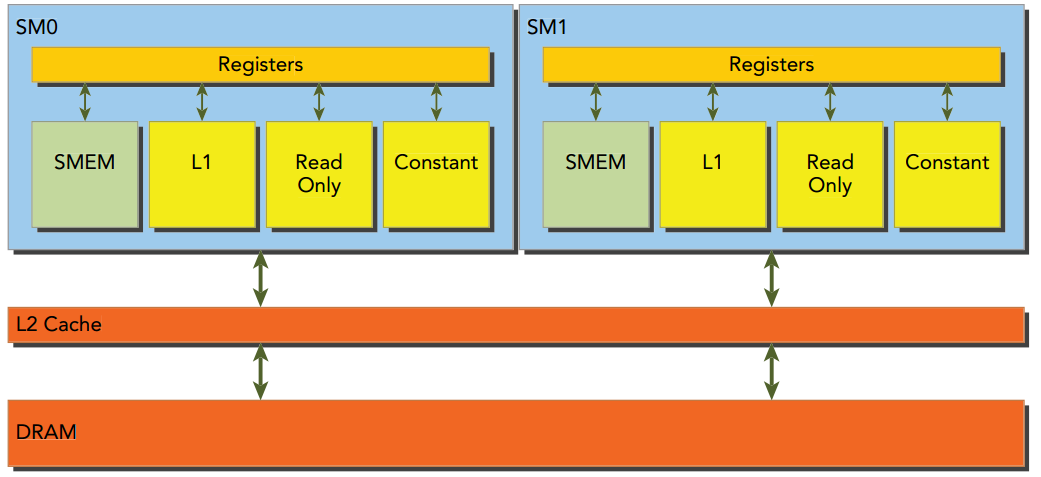 SM0
Registers
SMEM
L1
Read
Only
Constant
SM1
Registers
SMEM
L1
Read
Only
Constant
L2 Cache
DRAM